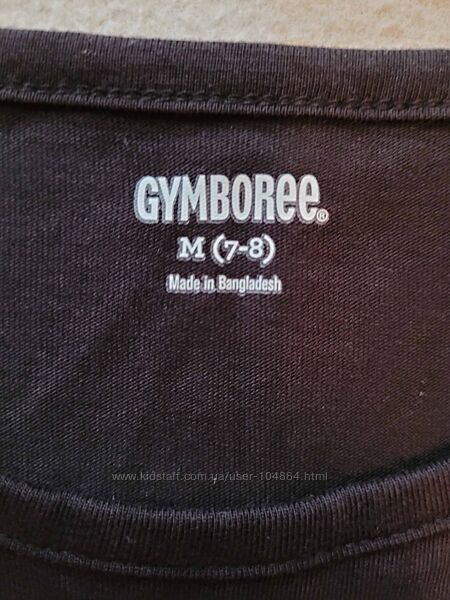 GYMBOREE®
M (7-8)
Made in Bangladesh
www.kidstaff.com.ua/user-104864.html